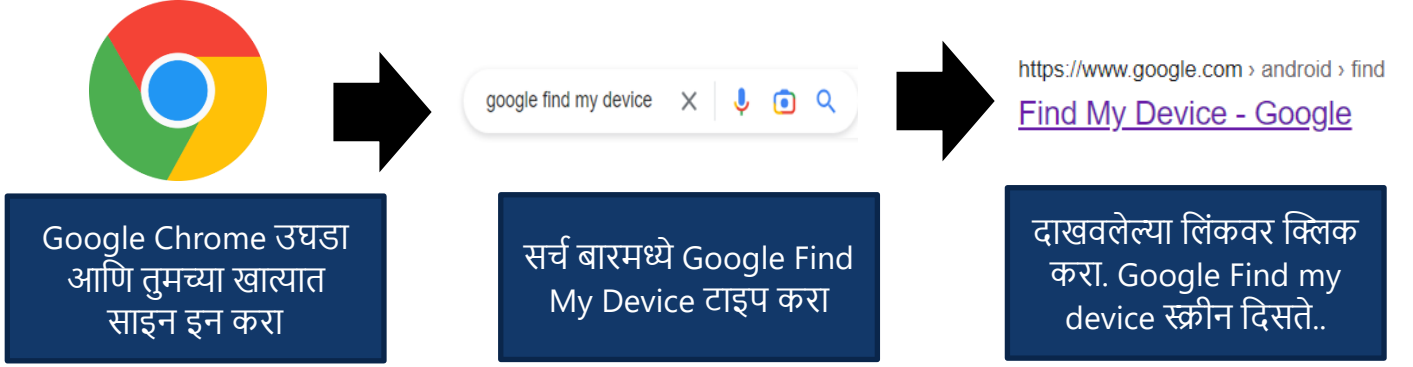 google find my device
https://www.google.com › android › find
Find My Device - Google
Google Chrome उघडा
आणि तुमच्या खात्यात
साइन इन करा
सर्च बारमध्ये Google Find
My Device टाइप करा
दाखवलेल्या लिंकवर क्लिक
करा. Google Find my
device स्क्रीन दिसते..